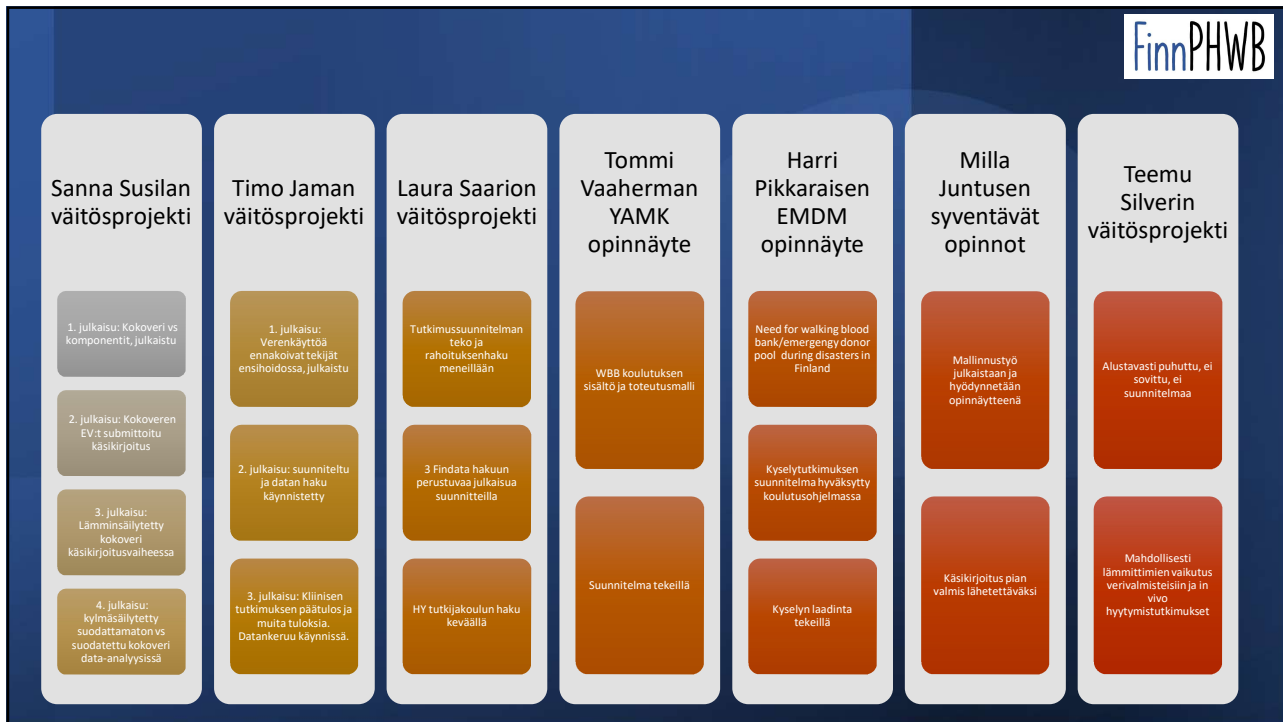 FinnPHWB
Sanna Susilan
väitösprojekti
1. julkaisu: Kokoveri vs
komponentit, julkaistu
2. julkaisu: Kokoveren
EV:t submittoitu
käsikirjoitus
3. julkaisu:
Lämminsäilytetty
kokoveri
käsikirjoitusvaiheessa
4. julkaisu:
kylmäsäilytetty
suodattamaton vs
suodatettu kokoveri
data-analyysissä
Timo Jaman
väitösprojekti
1. julkaisu:
Verenkäyttöä
ennakoivat tekijät
ensihoidossa, julkaistu
2. julkaisu: suunniteltu
ja datan haku
käynnistetty
3. julkaisu: Kliinisen
tutkimuksen päätulos ja
muita tuloksia.
Datankeruu käynnissä.
Laura Saarion
väitösprojekti
Tutkimussuunnitelman
teko ja
rahoituksenhaku
meneillään
3 Findata hakuun
perustuvaa julkaisua
suunnitteilla
HY tutkijakoulun haku
keväällä
Tommi
Vaaherman
YAMK
opinnäyte
WBB koulutuksen
sisältö ja toteutusmalli
Suunnitelma tekeillä
Harri
Pikkaraisen
EMDM
opinnäyte
Need for walking blood
bank/emergengy donor
pool during disasters in
Finland
Kyselytutkimuksen
suunnitelma hyväksytty
koulutusohjelmassa
Kyselyn laadinta
tekeillä
Milla
Juntusen
syventävät
opinnot
Mallinnustyö
julkaistaan ja
hyödynnetään
opinnäytteenä
Käsikirjoitus pian
valmis lähetettäväksi
Teemu
Silverin
väitösprojekti
Alustavasti puhuttu, ei
sovittu, ei
suunnitelmaa
Mahdollisesti
lämmittimien vaikutus
verivalmisteisiin ja in
vivo
hyytymistutkimukset